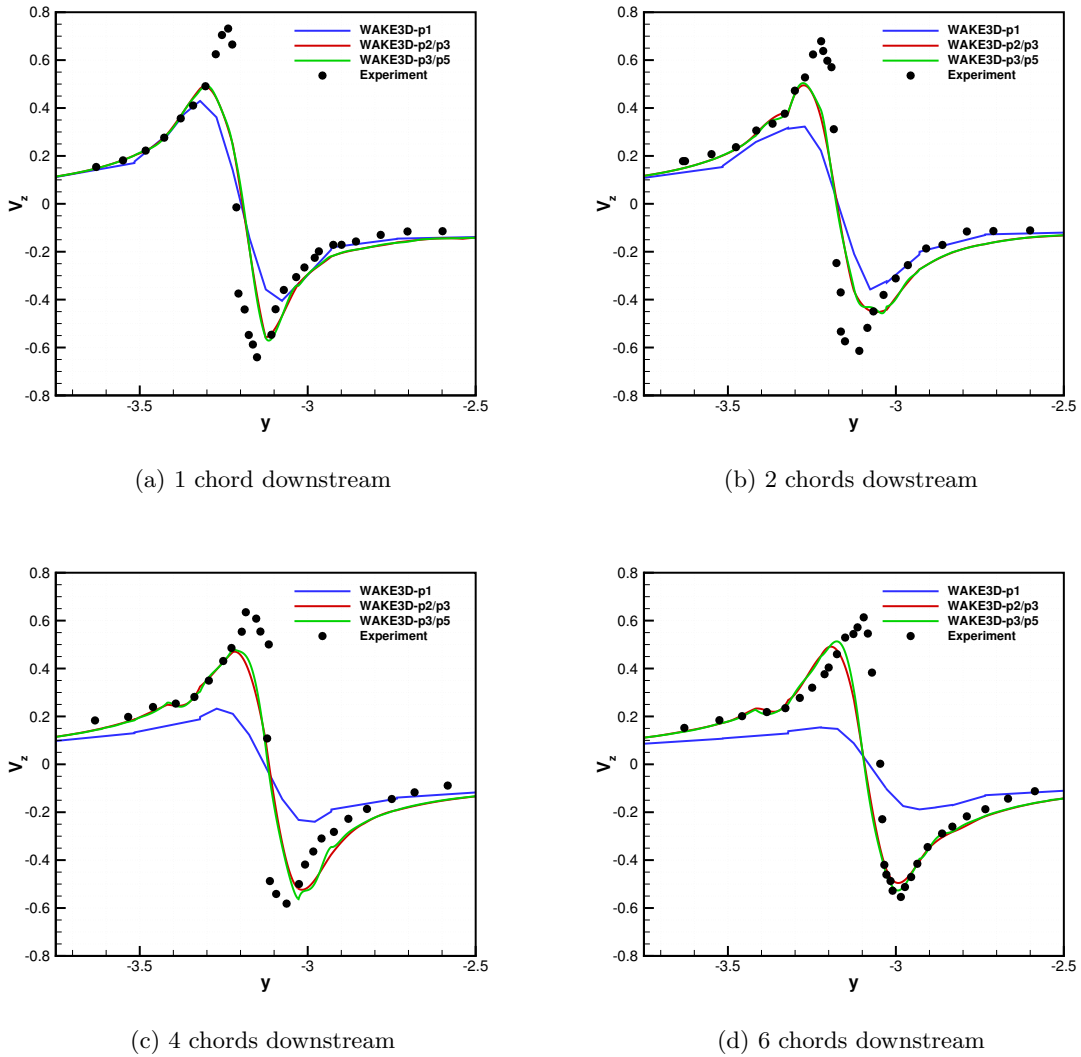 0.8
0.6
0.4
0.2
0
-0.2
-0.4
-0.6
-0.8
V_z
-3.5
-3
-2.5
y
WAKE3D-p1
WAKE3D-p2/p3
WAKE3D-p3/p5
Experiment
(a) 1 chord downstream
0.8
0.6
0.4
0.2
0
-0.2
-0.4
-0.6
-0.8
V_z
-3.5
-3
-2.5
y
WAKE3D-p1
WAKE3D-p2/p3
WAKE3D-p3/p5
Experiment
(b) 2 chords dowstream
0.8
0.6
0.4
0.2
0
-0.2
-0.4
-0.6
-0.8
V_z
-3.5
-3
-2.5
y
WAKE3D-p1
WAKE3D-p2/p3
WAKE3D-p3/p5
Experiment
(c) 4 chords downstream
0.8
0.6
0.4
0.2
0
-0.2
-0.4
-0.6
-0.8
V_z
-3.5
-3
-2.5
y
WAKE3D-p1
WAKE3D-p2/p3
WAKE3D-p3/p5
Experiment
(d) 6 chords downstream